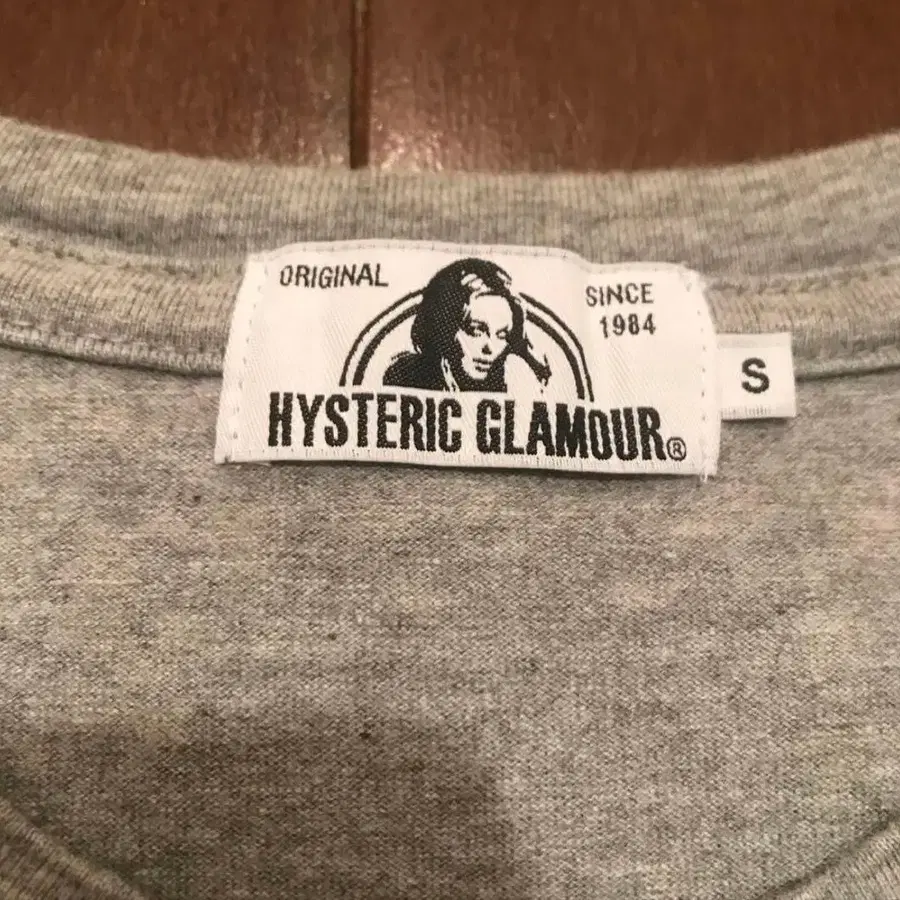 ORIGINAL
SINCE
1984
HYSTERIC GLAMOUR®
S